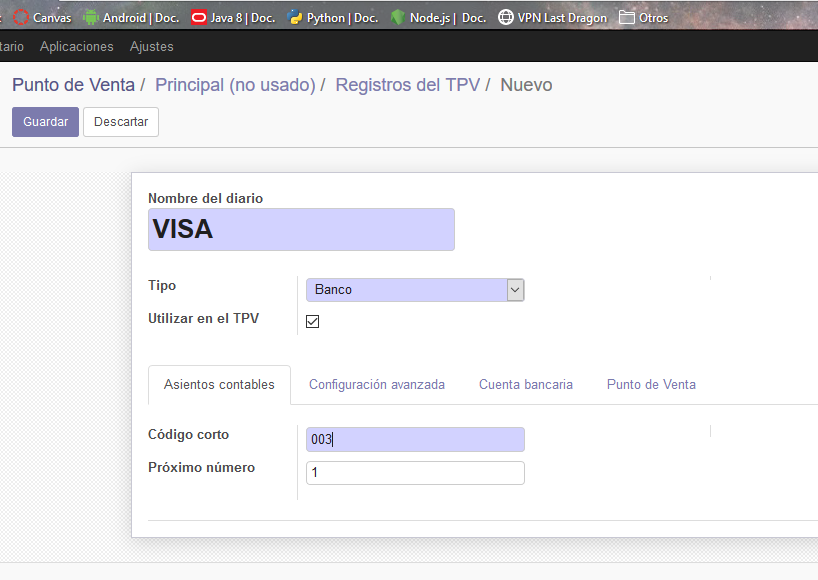 Canvas Android | Doc. Java 8 | Doc. Python | Doc. Node.js | Doc. VPN Last Dragon Otros
tario Aplicaciones Ajustes
Punto de Venta / Principal (no usado) / Registros del TPV / Nuevo
Guardar Descartar
Nombre del diario
VISA
Tipo Banco
Utilizar en el TPV
Asientos contables Configuración avanzada Cuenta bancaria Punto de Venta
Código corto 003
Próximo número 1